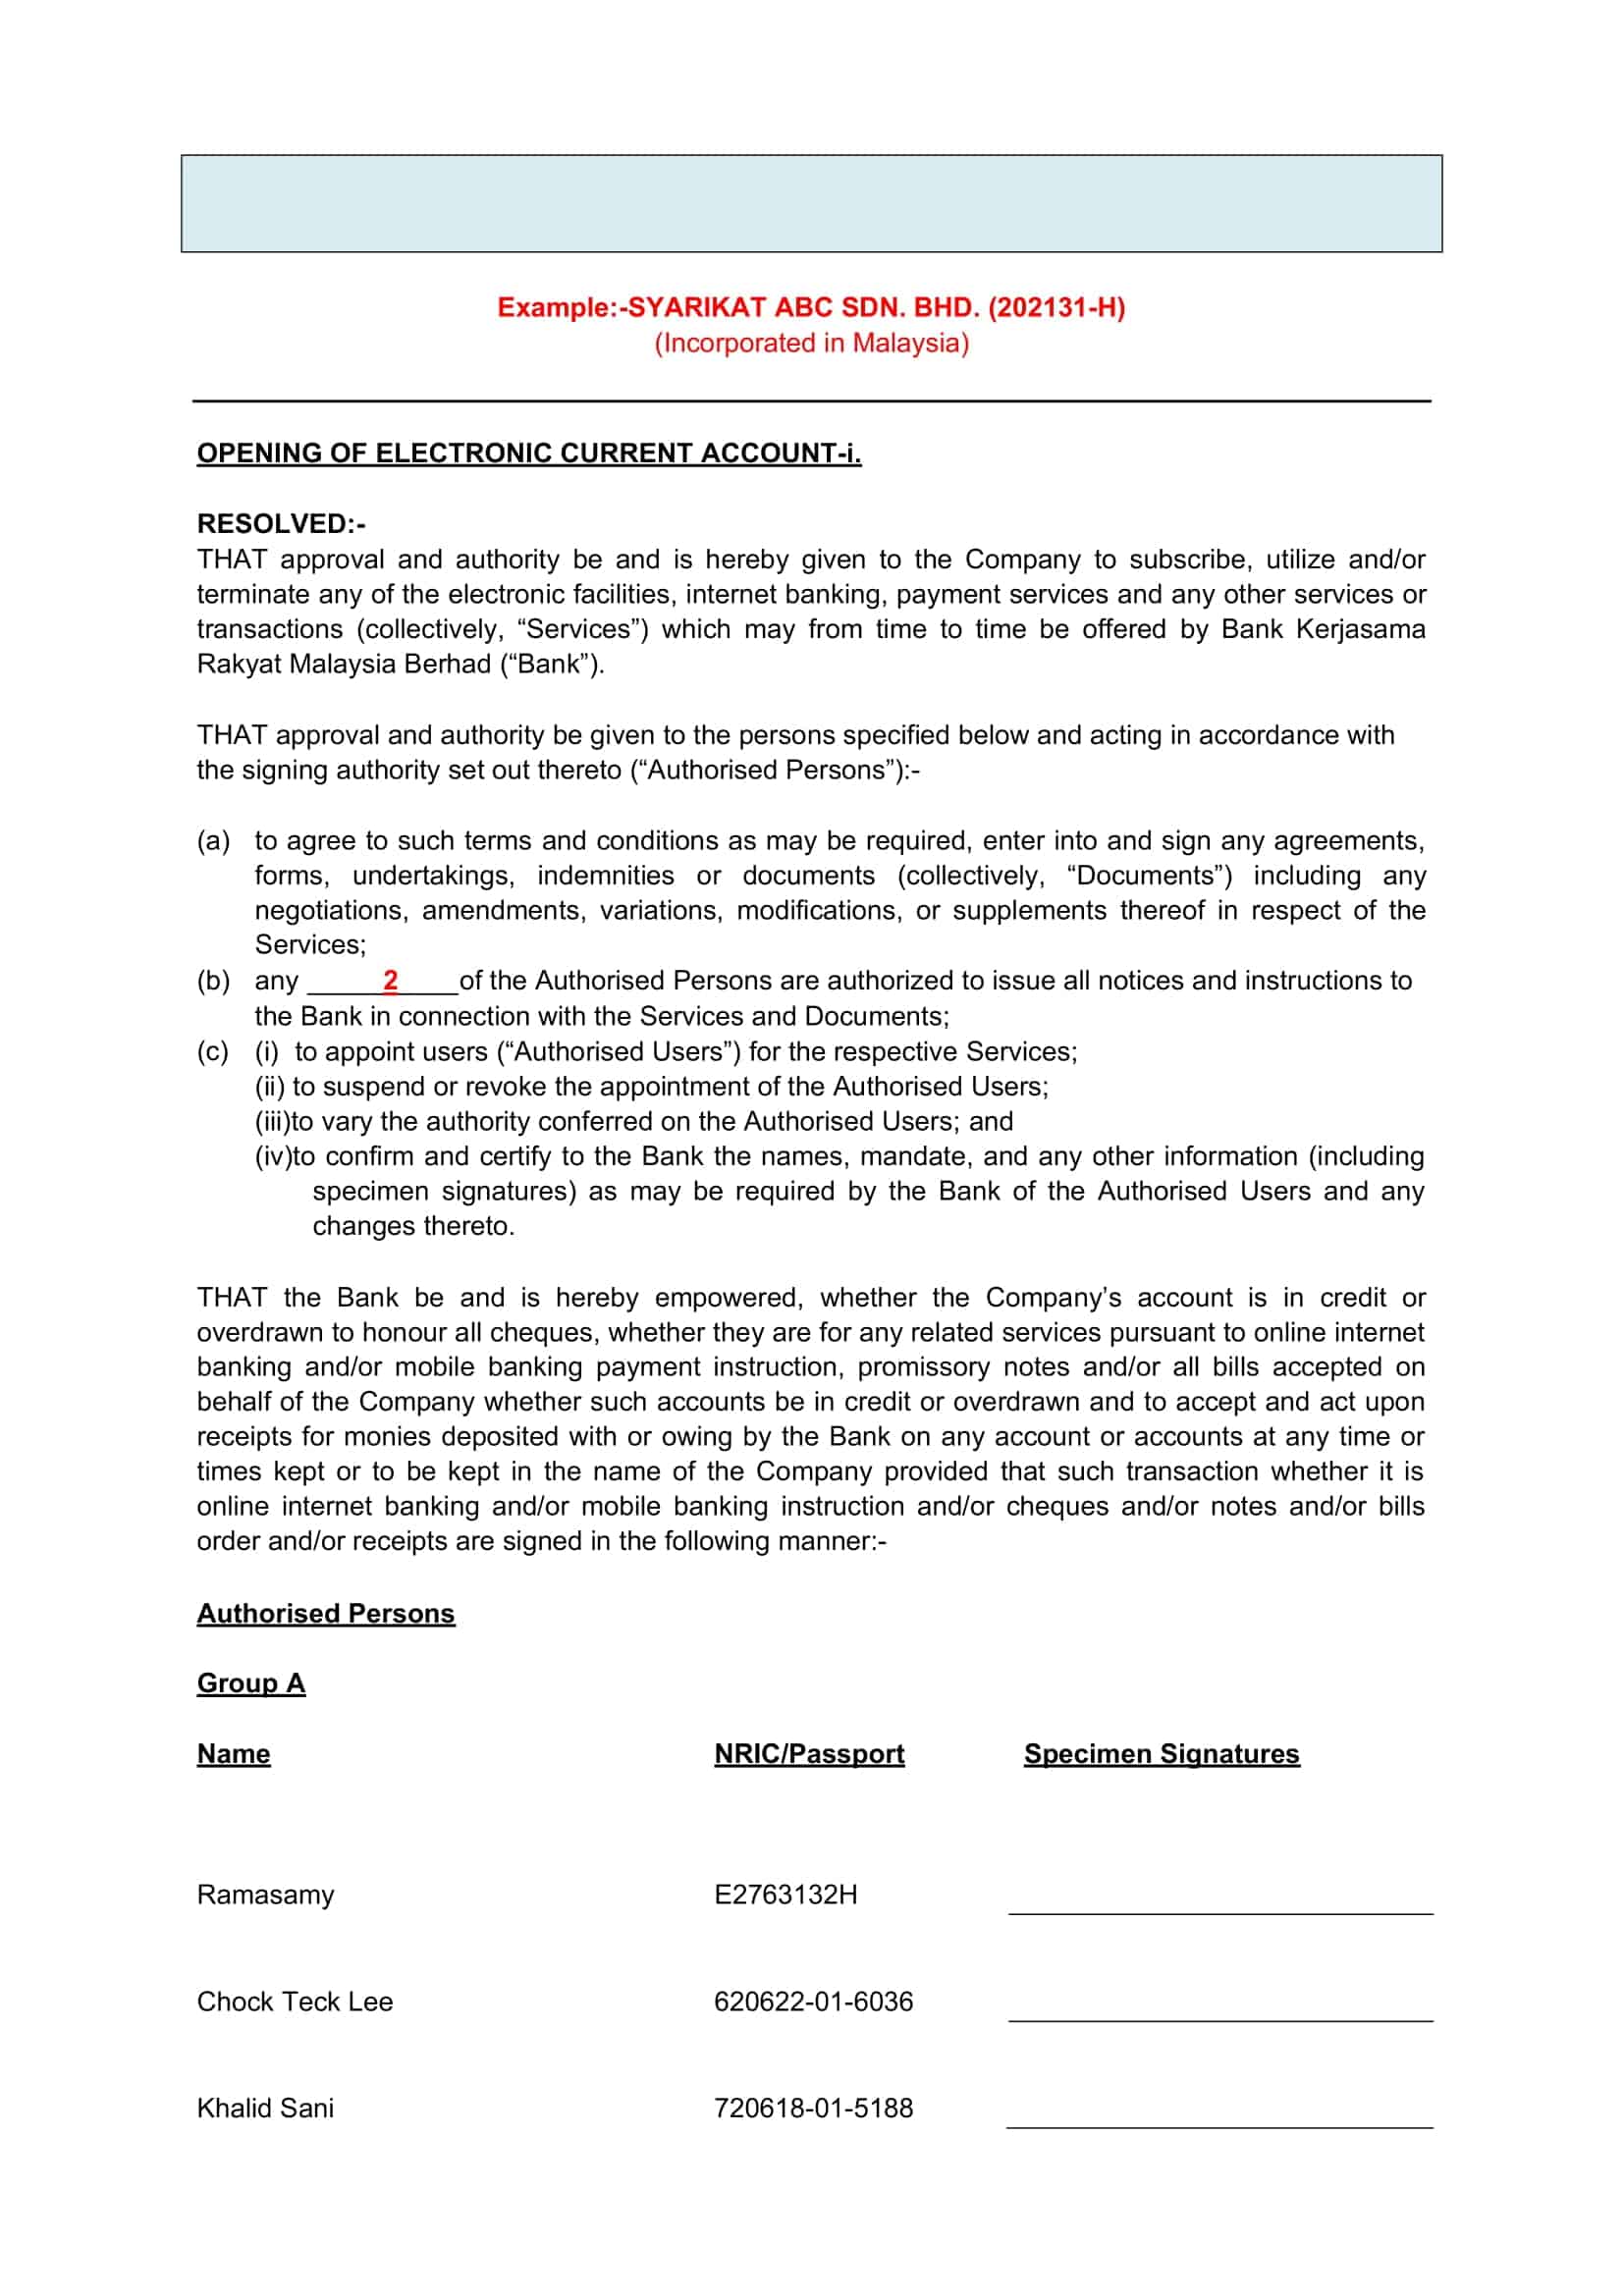 Example:-SYARIKAT ABC SDN. BHD. (202131-H)
(Incorporated in Malaysia)
OPENING OF ELECTRONIC CURRENT ACCOUNT-i.
RESOLVED:-
THAT approval and authority be and is hereby given to the Company to subscribe, utilize and/or
terminate any of the electronic facilities, internet banking, payment services and any other services or
transactions (collectively, “Services”) which may from time to time be offered by Bank Kerjasama
Rakyat Malaysia Berhad (“Bank”).
THAT approval and authority be given to the persons specified below and acting in accordance with
the signing authority set out thereto (“Authorised Persons”):-
(a) to agree to such terms and conditions as may be required, enter into and sign any agreements,
forms, undertakings, indemnities or documents (collectively, “Documents”) including any
negotiations, amendments, variations, modifications, or supplements thereof in respect of the
Services;
(b) any 2 of the Authorised Persons are authorized to issue all notices and instructions to
the Bank in connection with the Services and Documents;
(c) (i) to appoint users (“Authorised Users”) for the respective Services;
(ii) to suspend or revoke the appointment of the Authorised Users;
(iii)to vary the authority conferred on the Authorised Users; and
(iv)to confirm and certify to the Bank the names, mandate, and any other information (including
specimen signatures) as may be required by the Bank of the Authorised Users and any
changes thereto.
THAT the Bank be and is hereby empowered, whether the Company’s account is in credit or
overdrawn to honour all cheques, whether they are for any related services pursuant to online internet
banking and/or mobile banking payment instruction, promissory notes and/or all bills accepted on
behalf of the Company whether such accounts be in credit or overdrawn and to accept and act upon
receipts for monies deposited with or owing by the Bank on any account or accounts at any time or
times kept or to be kept in the name of the Company provided that such transaction whether it is
online internet banking and/or mobile banking instruction and/or cheques and/or notes and/or bills
order and/or receipts are signed in the following manner:-
Authorised Persons
Group A
Name NRIC/Passport Specimen Signatures
Ramasamy E2763132H
Chock Teck Lee 620622-01-6036
Khalid Sani 720618-01-5188